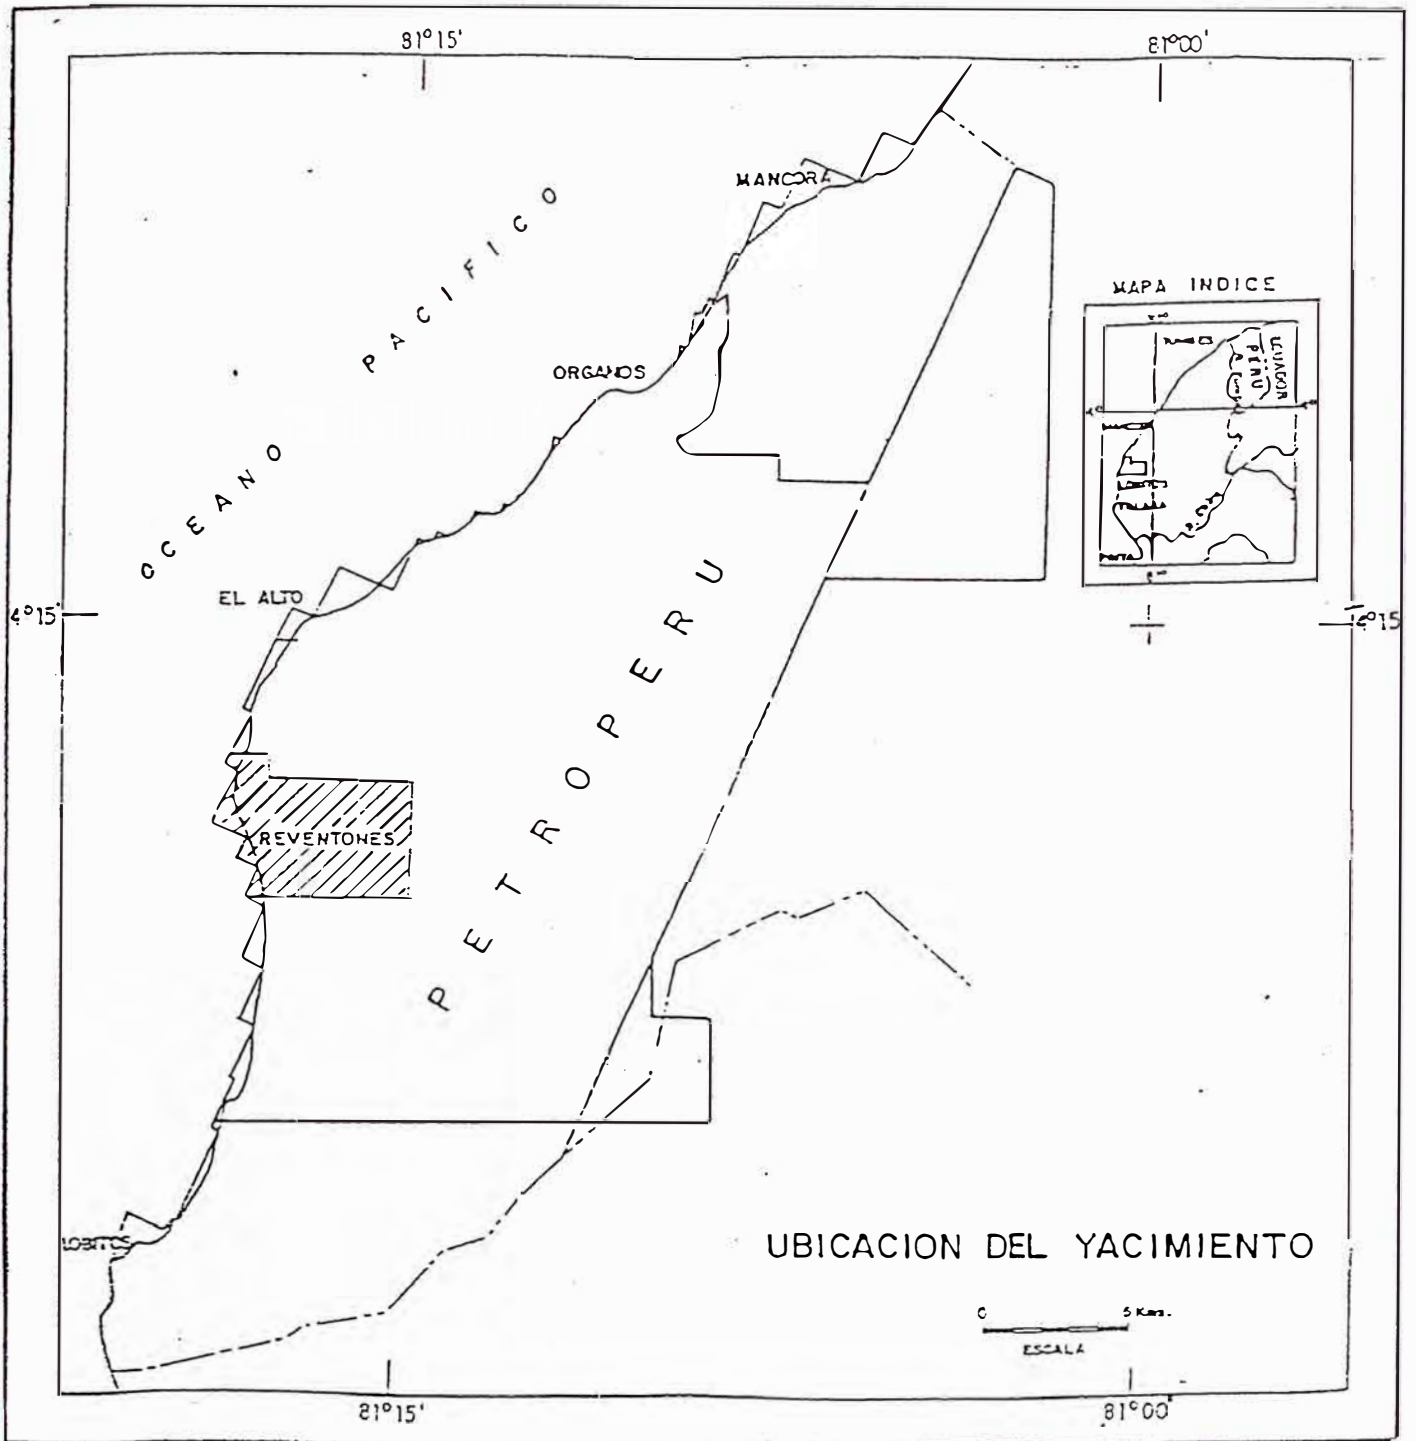 81°15'
81°00'
MANCORA
OCEANO PACIFICO
MAPA INDICE
ECUADOR
PERU
ORGANOS
EL ALTO
4°15'
4°15
PETROPERU
REVENTONES
LOBITOS
UBICACION DEL YACIMIENTO
0 5 Kms.
ESCALA
81°15'
81°00'